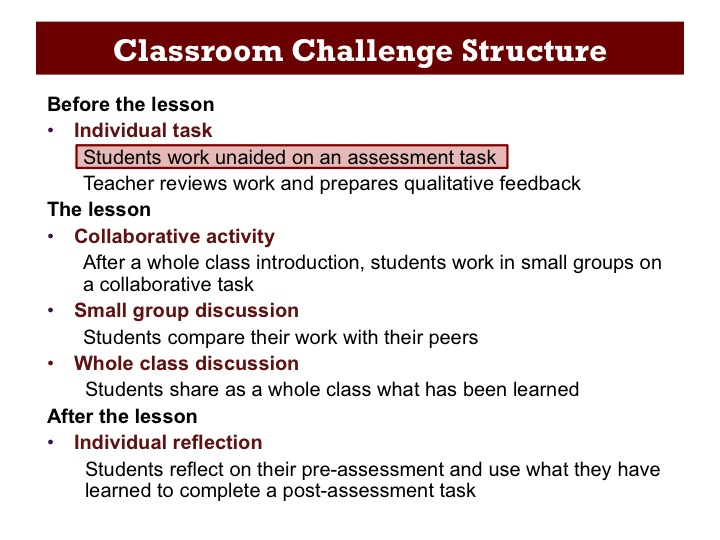 Classroom Challenge Structure
Before the lesson
• Individual task
Students work unaided on an assessment task
Teacher reviews work and prepares qualitative feedback
The lesson
• Collaborative activity
After a whole class introduction, students work in small groups on
a collaborative task
• Small group discussion
Students compare their work with their peers
• Whole class discussion
Students share as a whole class what has been learned
After the lesson
• Individual reflection
Students reflect on their pre-assessment and use what they have
learned to complete a post-assessment task